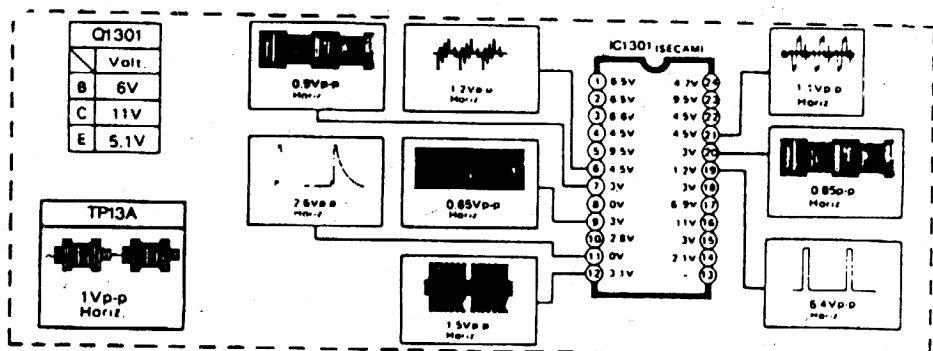 Q1301
Volt.
B 6V
C 11V
E 5.1V
TP13A
1Vp-p
Horiz.
0.9Vp-p
Horiz
1.2Vp-p
Horiz
2.6Vp-p
Horiz.
0.65Vp-p
Horiz
1.5Vp-p
Horiz
IC1301 (SECAM)
1 6.5V 4.7V 24
2 6.5V 9.5V 23
3 6.6V 4.5V 22
4 4.5V 4.5V 21
5 9.5V 3V 20
6 4.5V 1.2V 19
7 3V 3V 18
8 0V 6.9V 17
9 3V 11V 16
10 2.8V 3V 15
11 0V 2.1V 14
12 3.1V - 13
1.1Vp-p
Horiz
0.85p-p
Horiz
6.4Vp-p
Horiz